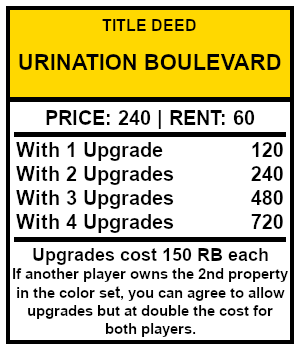 TITLE DEED
URINATION BOULEVARD
PRICE: 240 | RENT: 60
With 1 Upgrade 120
With 2 Upgrades 240
With 3 Upgrades 480
With 4 Upgrades 720
Upgrades cost 150 RB each
If another player owns the 2nd property
in the color set, you can agree to allow
upgrades but at double the cost for
both players.